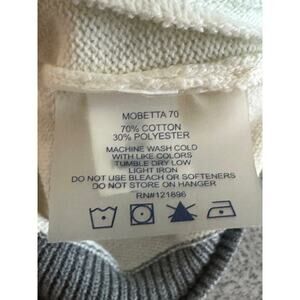 MOBETTA 70
70% COTTON
30% POLYESTER
MACHINE WASH COLD
WITH LIKE COLORS
TUMBLE DRY LOW
LIGHT IRON
DO NOT USE BLEACH OR SOFTENERS
DO NOT STORE ON HANGER
RN#121896